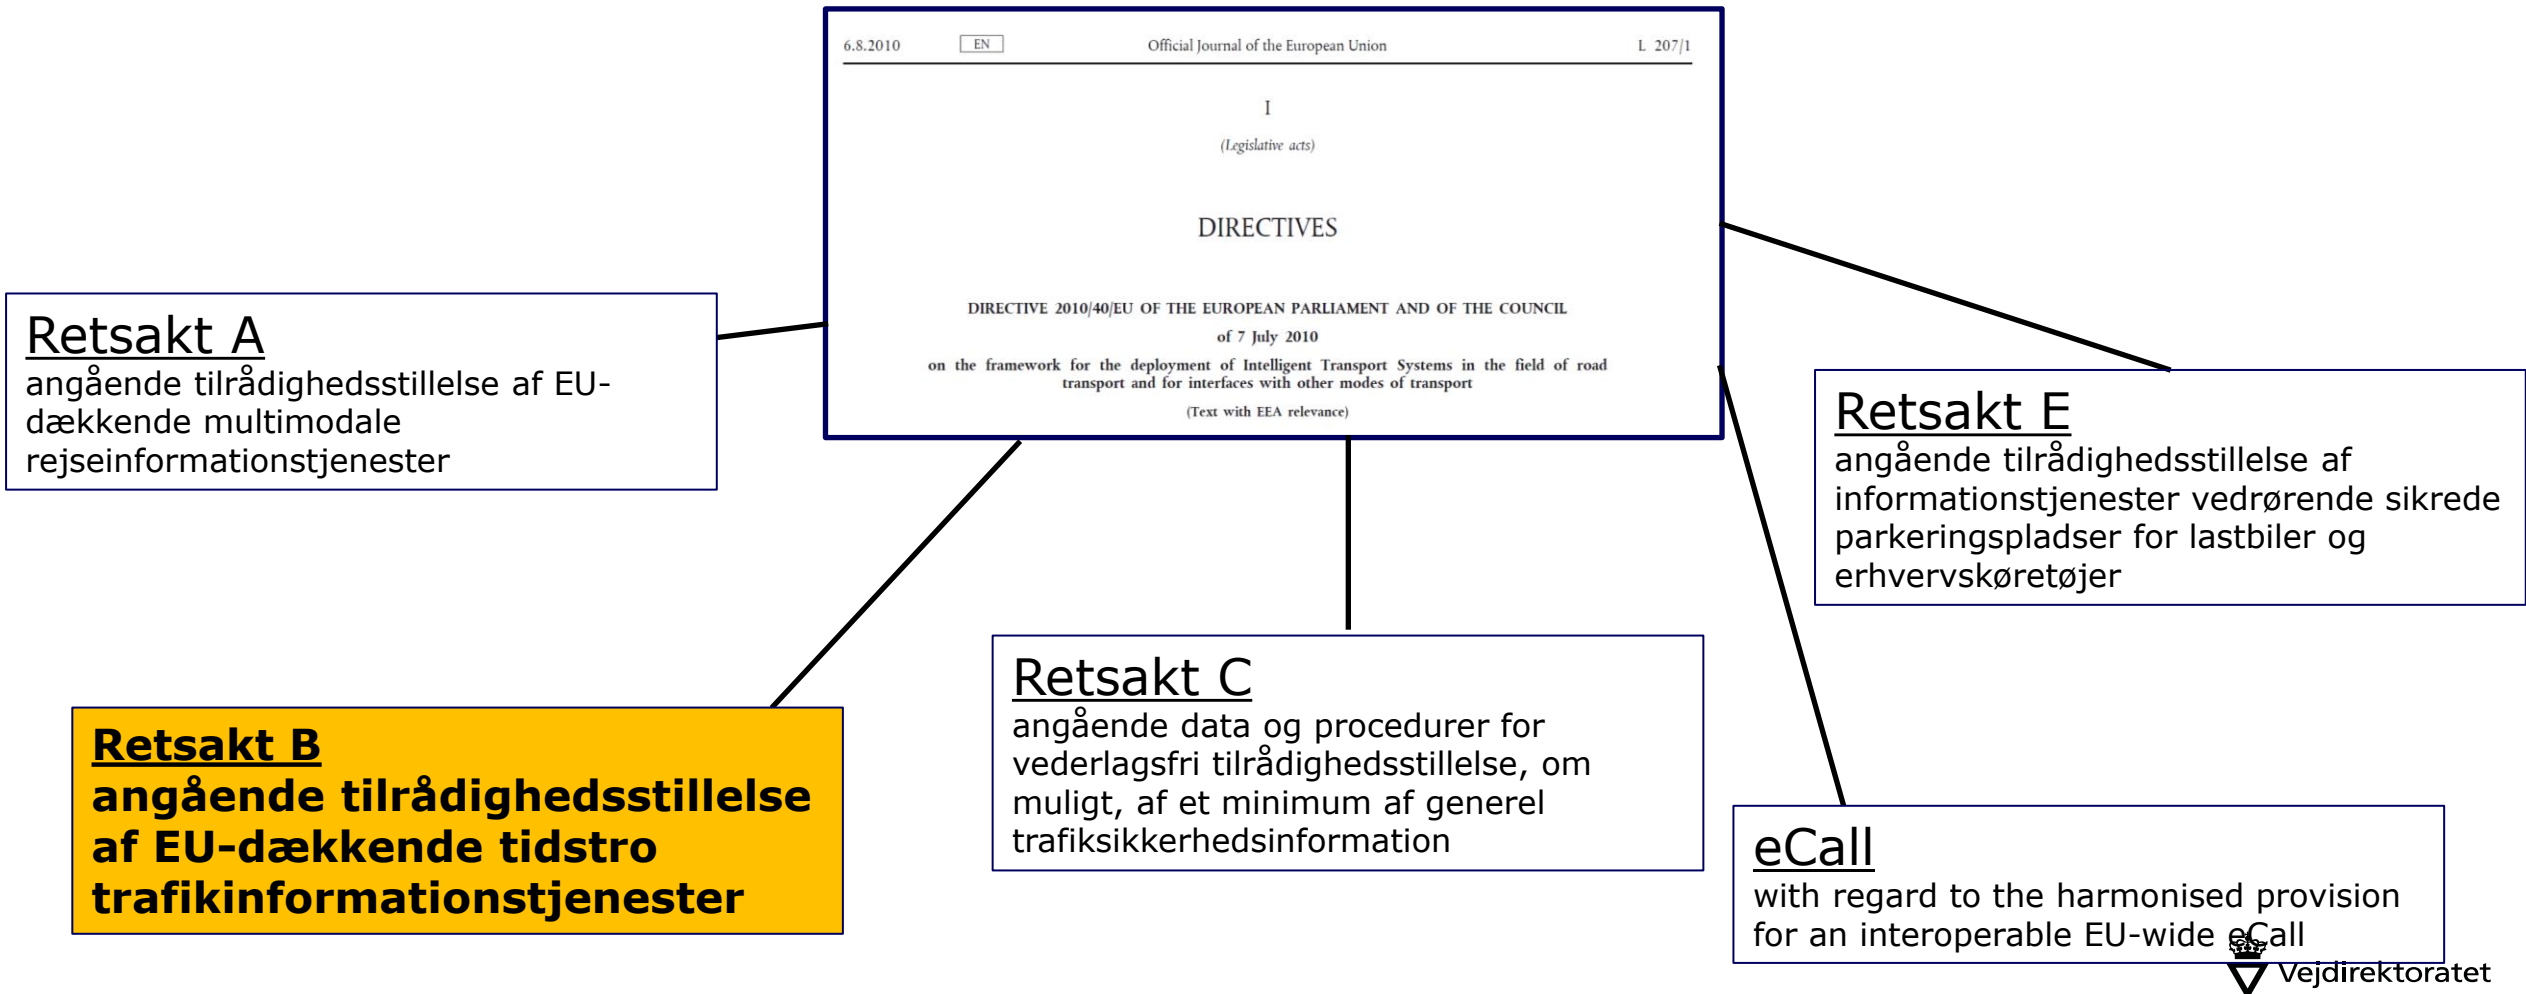 6.8.2010 EN Official Journal of the European Union L 207/1
I
(Legislative acts)
DIRECTIVES
DIRECTIVE 2010/40/EU OF THE EUROPEAN PARLIAMENT AND OF THE COUNCIL
of 7 July 2010
on the framework for the deployment of Intelligent Transport Systems in the field of road
transport and for interfaces with other modes of transport
(Text with EEA relevance)
Retsakt A
angående tilrådighedsstillelse af EU-
dækkende multimodale
rejseinformationstjenester
Retsakt B
angående tilrådighedsstillelse
af EU-dækkende tidstro
trafikinformationstjenester
Retsakt C
angående data og procedurer for
vederlagsfri tilrådighedsstillelse, om
muligt, af et minimum af generel
trafiksikkerhedsinformation
Retsakt E
angående tilrådighedsstillelse af
informationstjenester vedrørende sikrede
parkeringspladser for lastbiler og
erhvervskøretøjer
eCall
with regard to the harmonised provision
for an interoperable EU-wide eCall
Vejdirektoratet